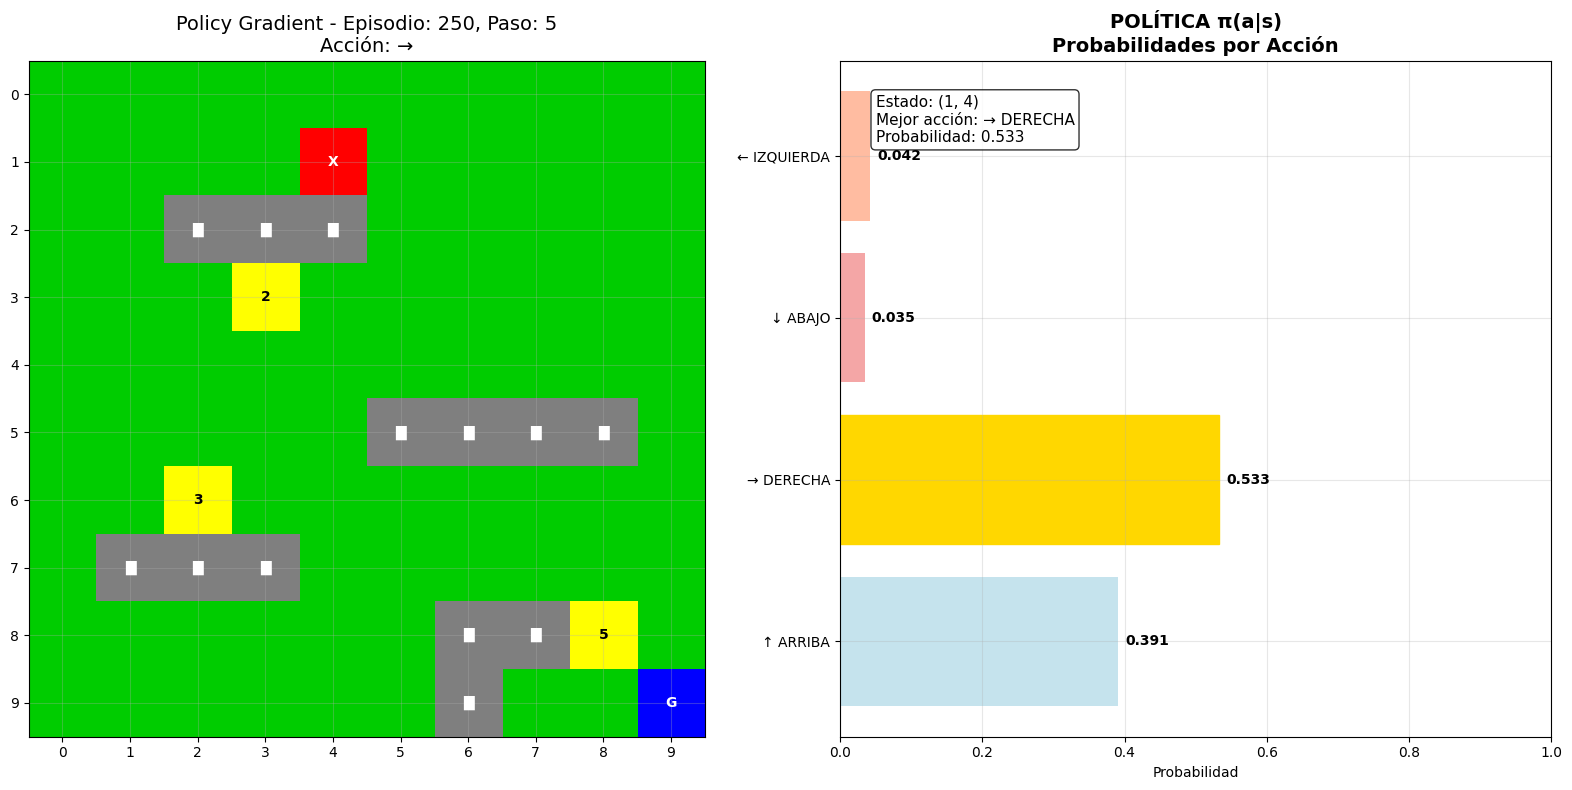 Policy Gradient - Episodio: 250, Paso: 5
Acción: →
0
1
2
3
4
5
6
7
8
9
X
2
3
5
G
0 1 2 3 4 5 6 7 8 9
POLÍTICA π(a|s)
Probabilidades por Acción
Estado: (1, 4)
Mejor acción: → DERECHA
Probabilidad: 0.533
← IZQUIERDA 0.042
↓ ABAJO 0.035
→ DERECHA 0.533
↑ ARRIBA 0.391
0.0 0.2 0.4 0.6 0.8 1.0
Probabilidad